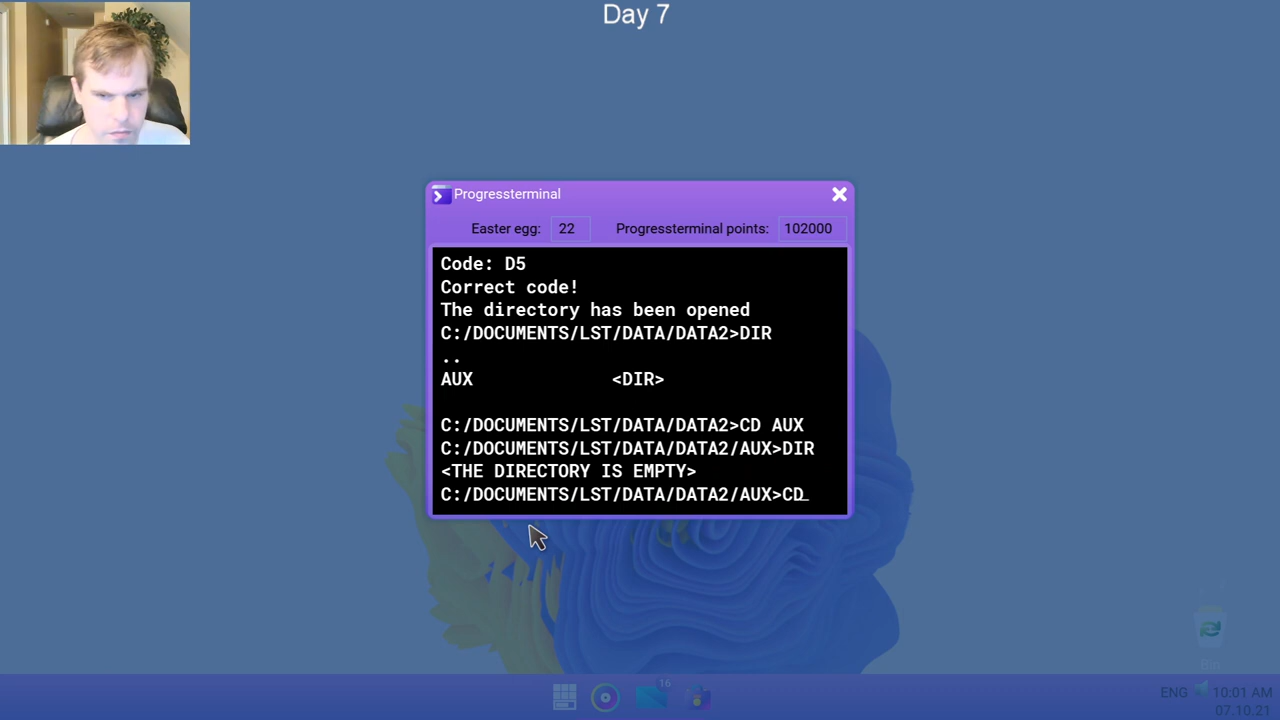 Day 7
Progressterminal
Easter egg: 22 Progressterminal points: 102000
Code: D5
Correct code!
The directory has been opened
C:/DOCUMENTS/LST/DATA/DATA2>DIR
..
AUX <DIR>
C:/DOCUMENTS/LST/DATA/DATA2>CD AUX
C:/DOCUMENTS/LST/DATA/DATA2/AUX>DIR
<THE DIRECTORY IS EMPTY>
C:/DOCUMENTS/LST/DATA/DATA2/AUX>CD_
Bin
16
ENG 10:01 AM
07.10.21